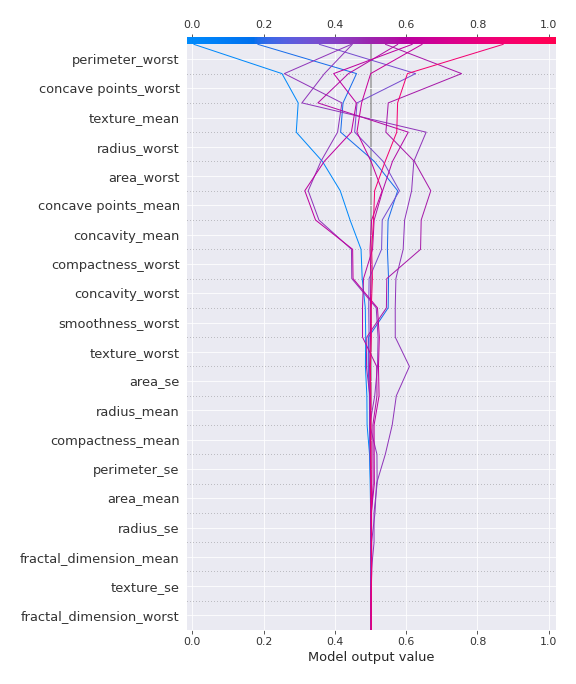 0.0 0.2 0.4 0.6 0.8 1.0
perimeter_worst
concave points_worst
texture_mean
radius_worst
area_worst
concave points_mean
concavity_mean
compactness_worst
concavity_worst
smoothness_worst
texture_worst
area_se
radius_mean
compactness_mean
perimeter_se
area_mean
radius_se
fractal_dimension_mean
texture_se
fractal_dimension_worst
0.0 0.2 0.4 0.6 0.8 1.0
Model output value